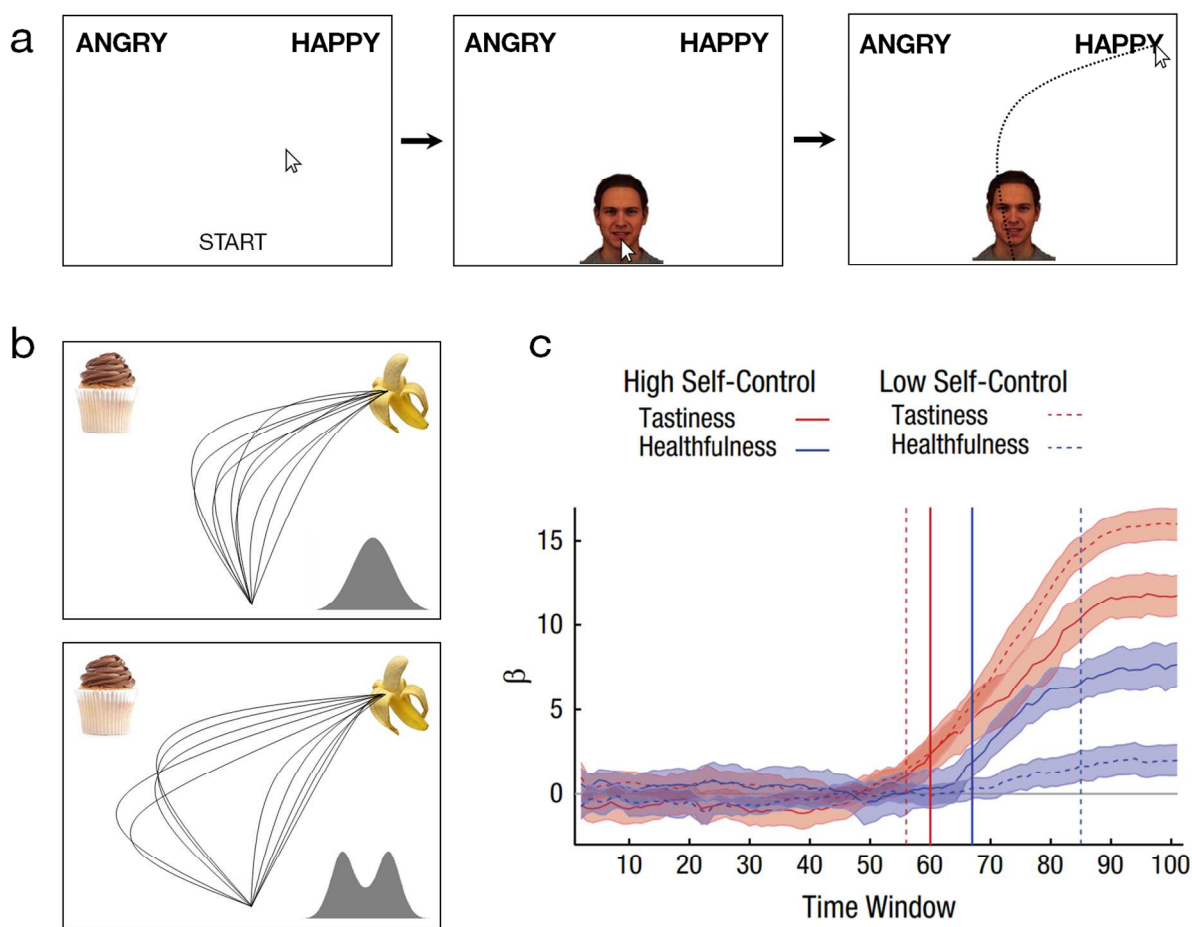 a
ANGRY HAPPY
START
ANGRY HAPPY
ANGRY HAPPY
b
c
High Self-Control
Tastiness
Healthfulness
Low Self-Control
Tastiness
Healthfulness
β
15
10
5
0
10 20 30 40 50 60 70 80 90 100
Time Window